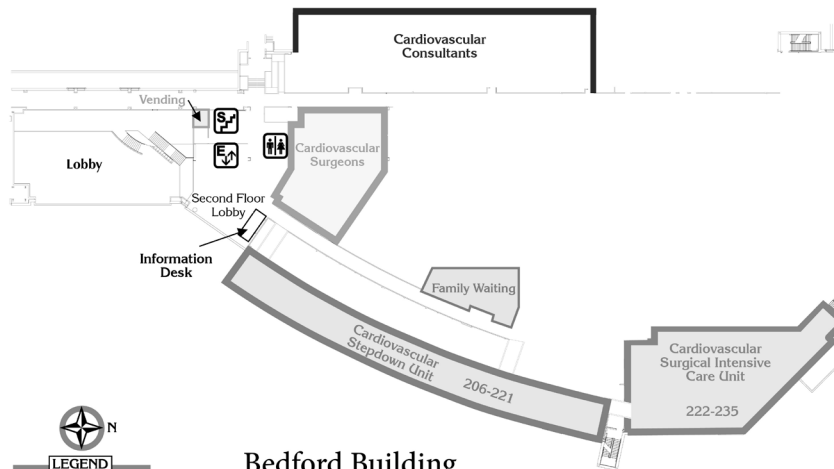 Cardiovascular
Consultants
Vending
S
E
Cardiovascular
Surgeons
Lobby
Second Floor
Lobby
Information
Desk
Family Waiting
Cardiovascular
Stepdown Unit
206-221
Cardiovascular
Surgical Intensive
Care Unit
222-235
N
LEGEND
Bedford Building